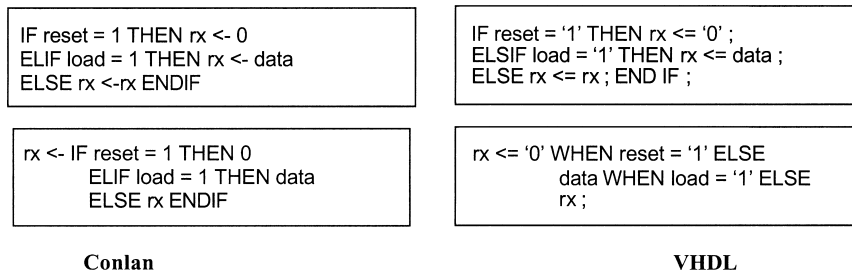 IF reset = 1 THEN rx <- 0
ELIF load = 1 THEN rx <- data
ELSE rx <-rx ENDIF
IF reset = ‘1’ THEN rx <= ‘0’ ;
ELSIF load = ‘1’ THEN rx <= data ;
ELSE rx <= rx ; END IF ;
rx <- IF reset = 1 THEN 0
ELIF load = 1 THEN data
ELSE rx ENDIF
rx <= ‘0’ WHEN reset = ‘1’ ELSE
data WHEN load = ‘1’ ELSE
rx ;
Conlan
VHDL